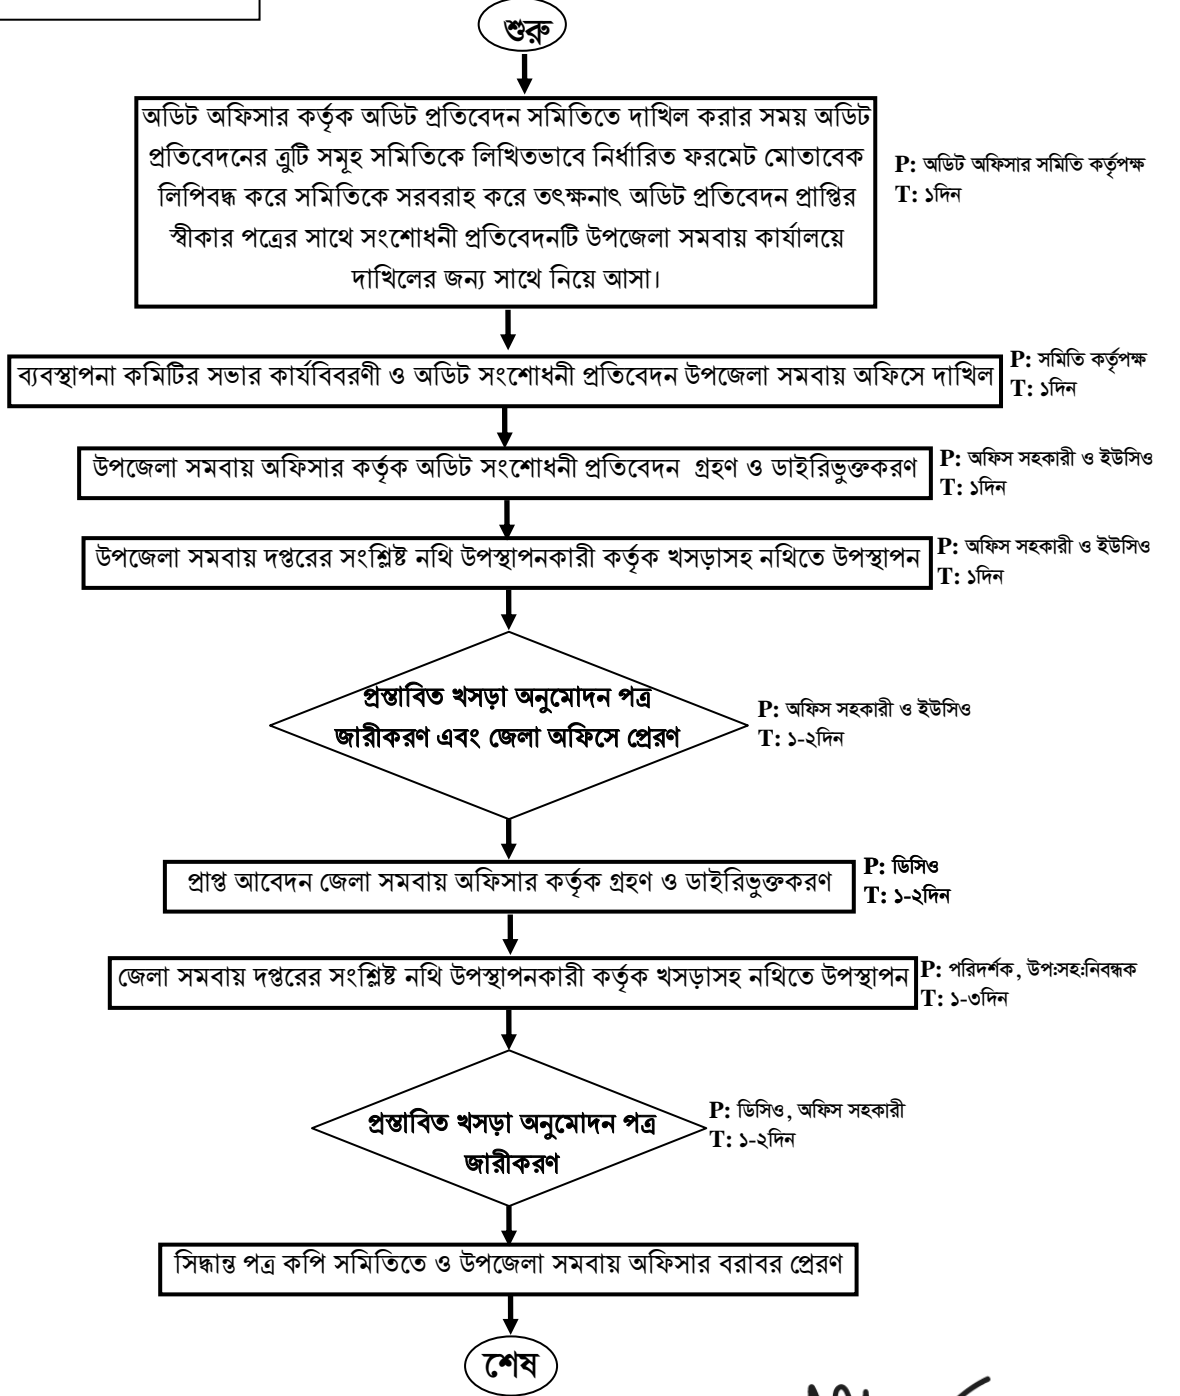 শুরু
অডিট অফিসার কর্তৃক অডিট প্রতিবেদন সমিতিতে দাখিল করার সময় অডিট
প্রতিবেদনের ত্রুটি সমূহ সমিতিকে লিখিতভাবে নির্ধারিত ফরমেট মোতাবেক
লিপিবদ্ধ করে সমিতিকে সরবরাহ করে তৎক্ষনাৎ অডিট প্রতিবেদন প্রাপ্তির
স্বীকার পত্রের সাথে সংশোধনী প্রতিবেদনটি উপজেলা সমবায় কার্যালয়ে
দাখিলের জন্য সাথে নিয়ে আসা।
P: অডিট অফিসার সমিতি কর্তৃপক্ষ
T: ১দিন
ব্যবস্থাপনা কমিটির সভার কার্যবিবরণী ও অডিট সংশোধনী প্রতিবেদন উপজেলা সমবায় অফিসে দাখিল
P: সমিতি কর্তৃপক্ষ
T: ১দিন
উপজেলা সমবায় অফিসার কর্তৃক অডিট সংশোধনী প্রতিবেদন গ্রহণ ও ডাইরিভুক্তকরণ
P: অফিস সহকারী ও ইউসিও
T: ১দিন
উপজেলা সমবায় দপ্তরের সংশ্লিষ্ট নথি উপস্থাপনকারী কর্তৃক খসড়াসহ নথিতে উপস্থাপন
P: অফিস সহকারী ও ইউসিও
T: ১দিন
প্রস্তাবিত খসড়া অনুমোদন পত্র
জারীকরণ এবং জেলা অফিসে প্রেরণ
P: অফিস সহকারী ও ইউসিও
T: ১-২দিন
প্রাপ্ত আবেদন জেলা সমবায় অফিসার কর্তৃক গ্রহণ ও ডাইরিভুক্তকরণ
P: ডিসিও
T: ১-২দিন
জেলা সমবায় দপ্তরের সংশ্লিষ্ট নথি উপস্থাপনকারী কর্তৃক খসড়াসহ নথিতে উপস্থাপন
P: পরিদর্শক, উপ:সহ:নিবন্ধক
T: ১-৩দিন
প্রস্তাবিত খসড়া অনুমোদন পত্র
জারীকরণ
P: ডিসিও, অফিস সহকারী
T: ১-২দিন
সিদ্ধান্ত পত্র কপি সমিতিতে ও উপজেলা সমবায় অফিসার বরাবর প্রেরণ
শেষ